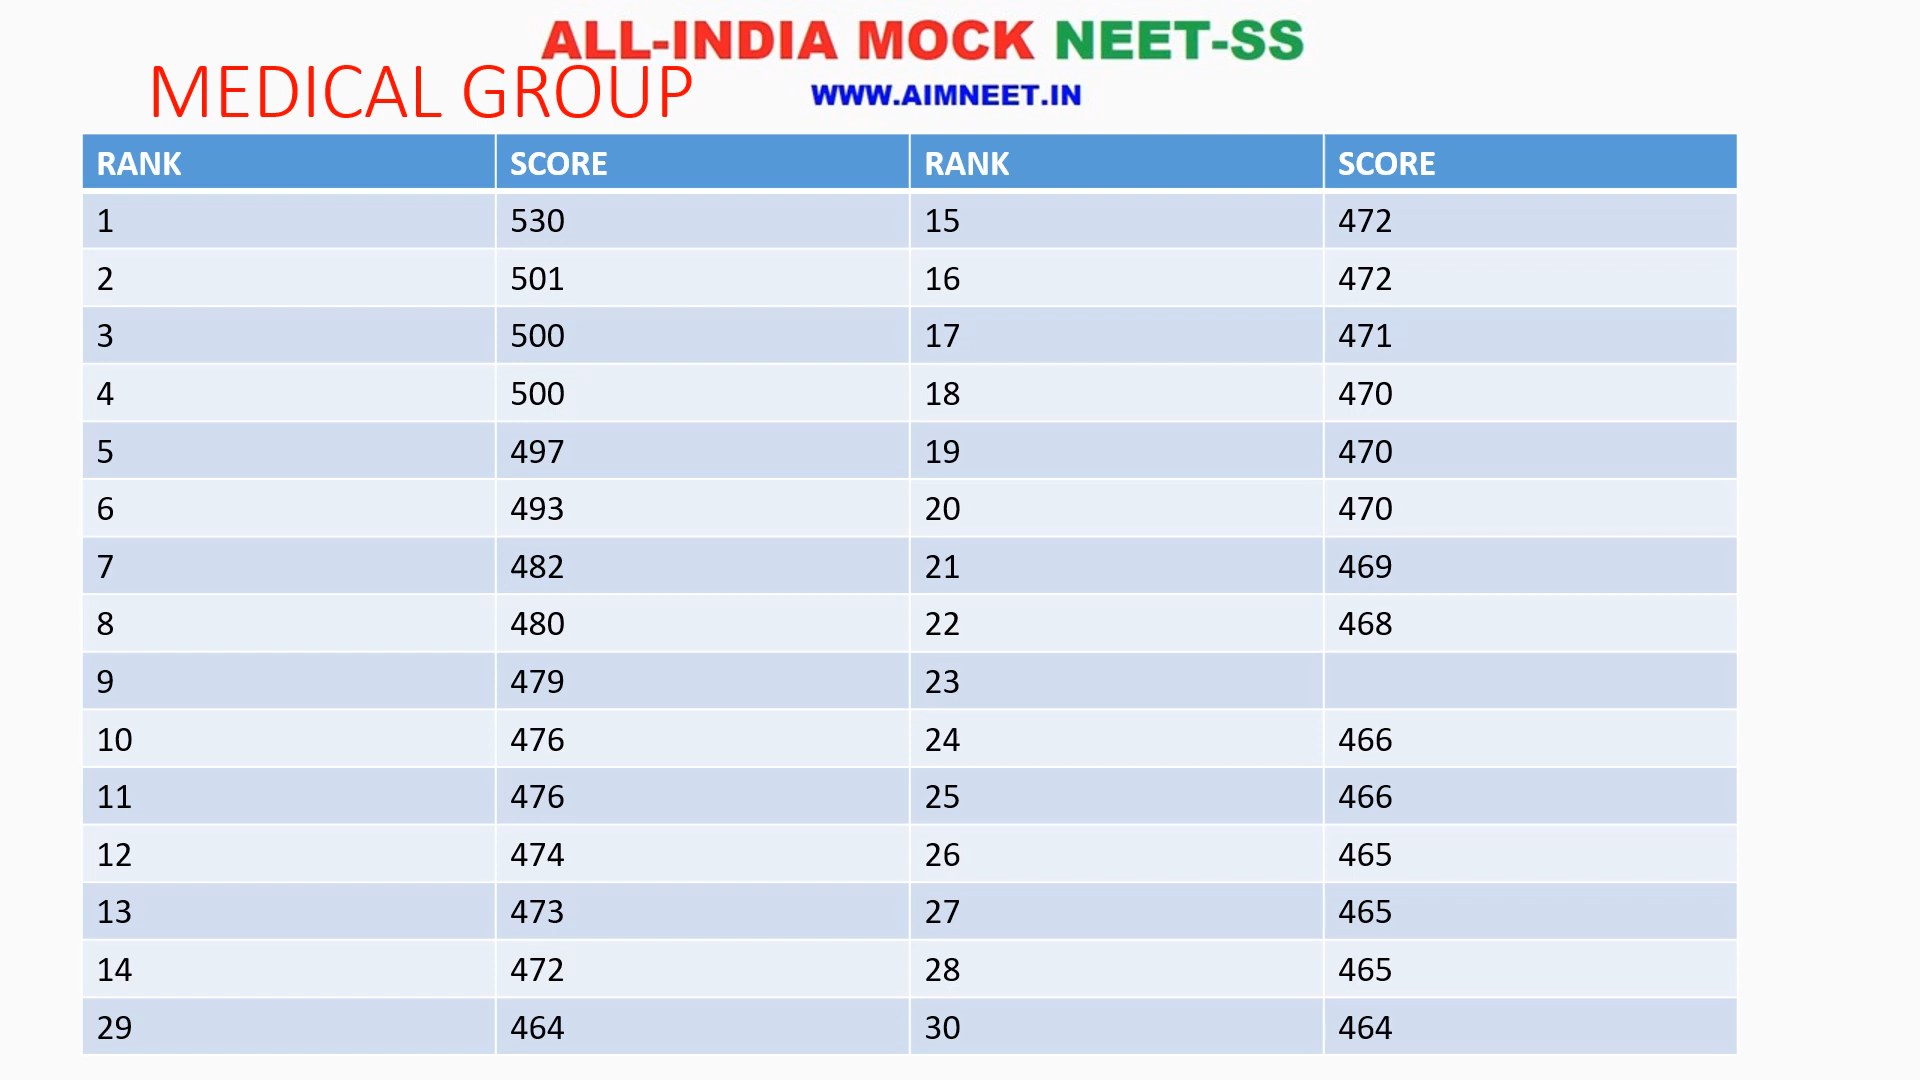 ALL-INDIA MOCK NEET-SS
MEDICAL GROUP
WWW.AIMNEET.IN
RANK SCORE RANK SCORE
1 530 15 472
2 501 16 472
3 500 17 471
4 500 18 470
5 497 19 470
6 493 20 470
7 482 21 469
8 480 22 468
9 479 23
10 476 24 466
11 476 25 466
12 474 26 465
13 473 27 465
14 472 28 465
29 464 30 464